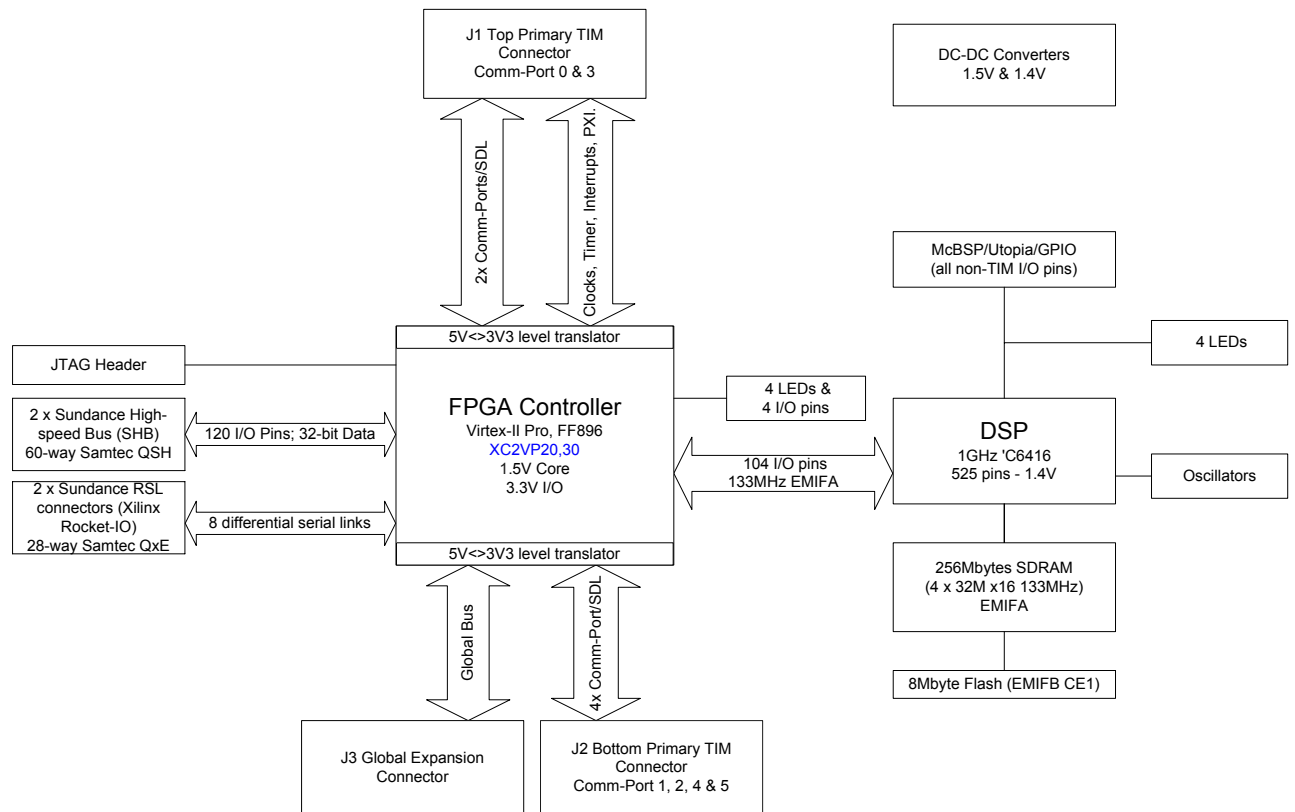 J1 Top Primary TIM
Connector
Comm-Port 0 & 3
DC-DC Converters
1.5V & 1.4V
2x Comm-Ports/SDL
Clocks, Timer, Interrupts, PXI.
McBSP/Utopia/GPIO
(all non-TIM I/O pins)
5V<>3V3 level translator
4 LEDs
JTAG Header
4 LEDs &
4 I/O pins
FPGA Controller
Virtex-II Pro, FF896
XC2VP20,30
1.5V Core
3.3V I/O
2 x Sundance High-
speed Bus (SHB)
60-way Samtec QSH
120 I/O Pins; 32-bit Data
DSP
1GHz 'C6416
525 pins - 1.4V
104 I/O pins
133MHz EMIFA
Oscillators
2 x Sundance RSL
connectors (Xilinx
Rocket-IO)
28-way Samtec QxE
8 differential serial links
5V<>3V3 level translator
256Mbytes SDRAM
(4 x 32M x16 133MHz)
EMIFA
Global Bus
4x Comm-Port/SDL
8Mbyte Flash (EMIFB CE1)
J3 Global Expansion
Connector
J2 Bottom Primary TIM
Connector
Comm-Port 1, 2, 4 & 5